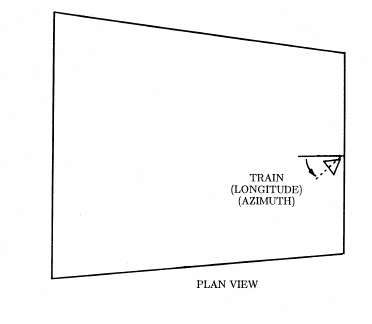 TRAIN
(LONGITUDE)
(AZIMUTH)
PLAN VIEW